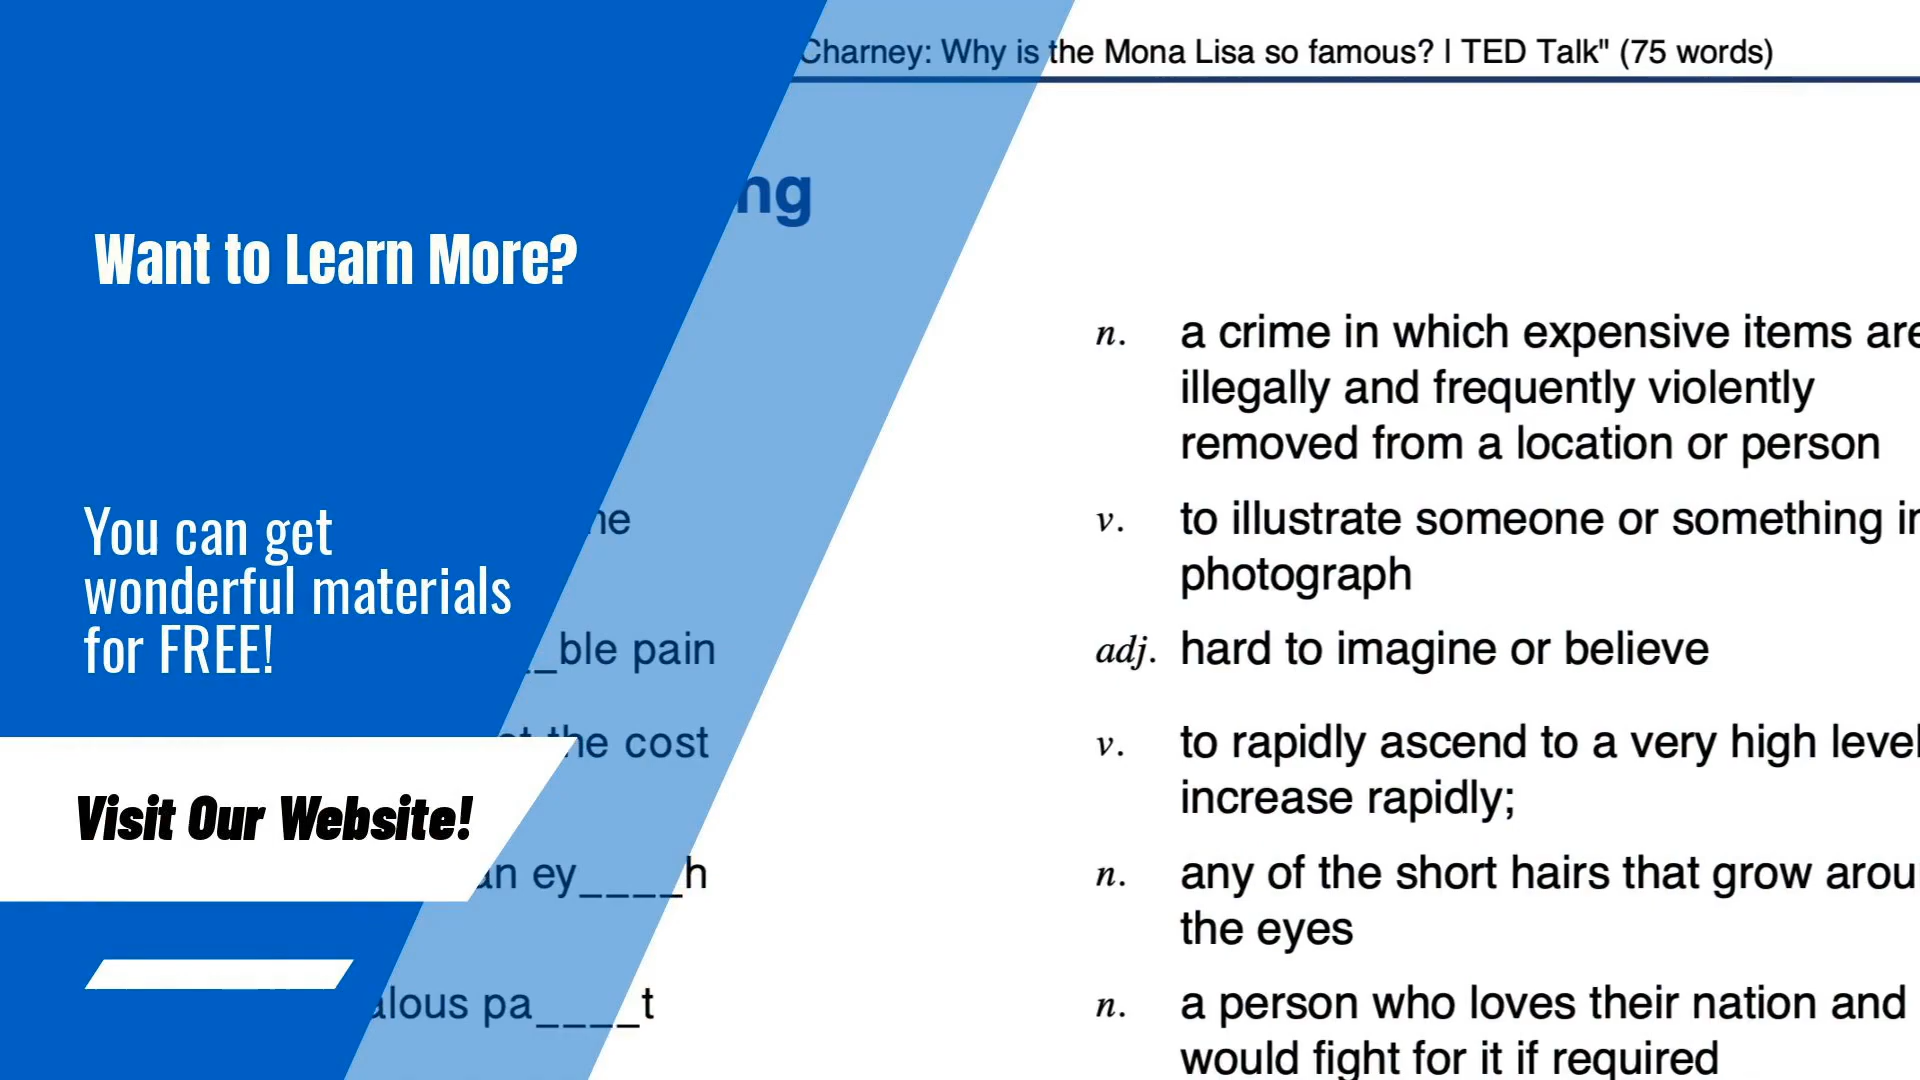 Charney: Why is the Mona Lisa so famous? | TED Talk" (75 words)
ng
Want to Learn More?
You can get
wonderful materials
for FREE!
Visit Our Website!
n. a crime in which expensive items are
illegally and frequently violently
removed from a location or person
ne v. to illustrate someone or something in
photograph
_ble pain adj. hard to imagine or believe
the cost v. to rapidly ascend to a very high level
increase rapidly;
an ey____h n. any of the short hairs that grow arou
the eyes
alous pa____t n. a person who loves their nation and
would fight for it if required